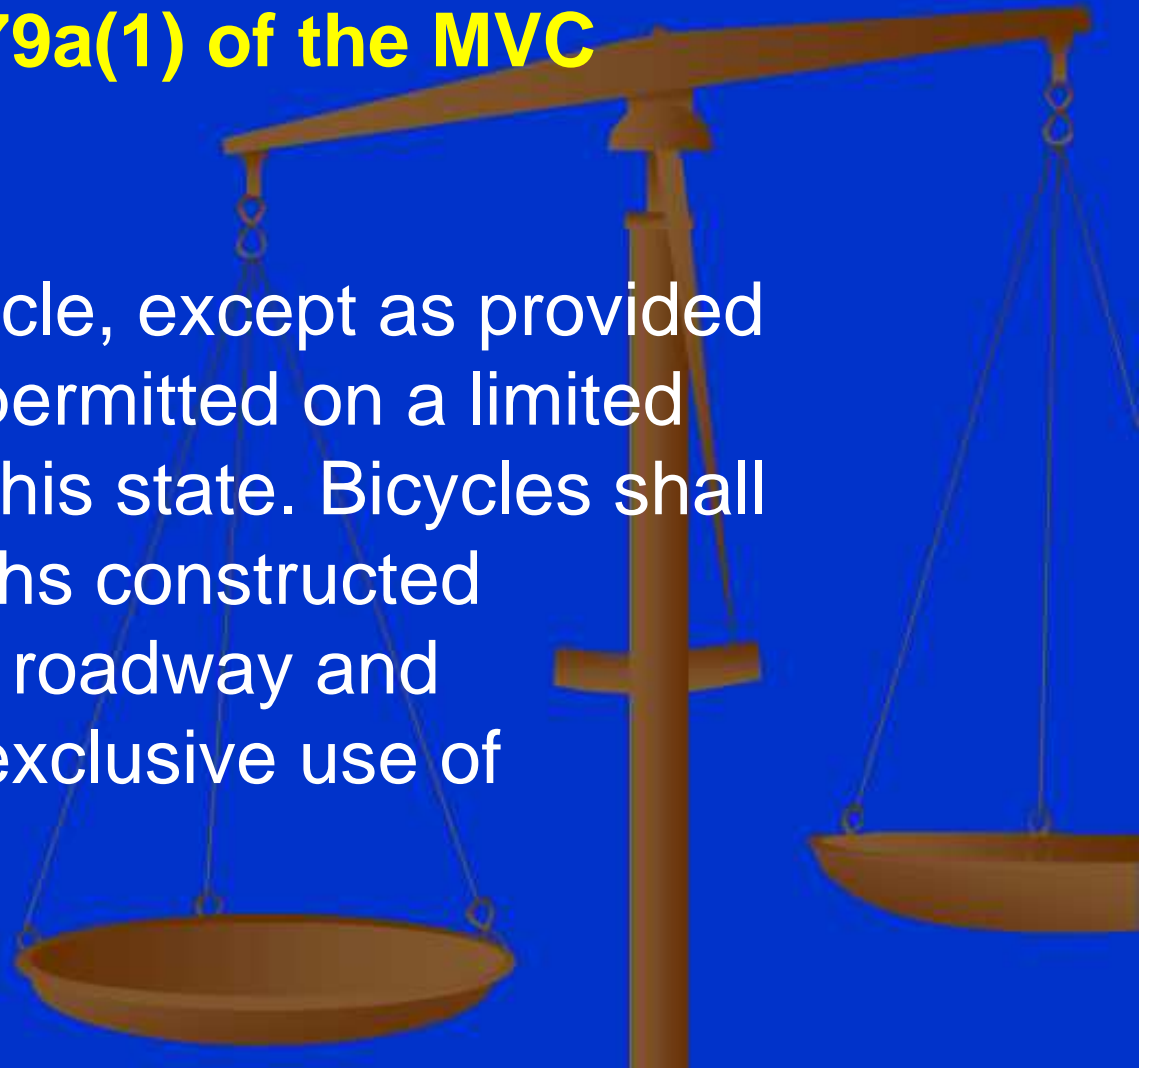 79a(1) of the MVC
cle, except as provided
permitted on a limited
his state. Bicycles shall
hs constructed
roadway and
exclusive use of